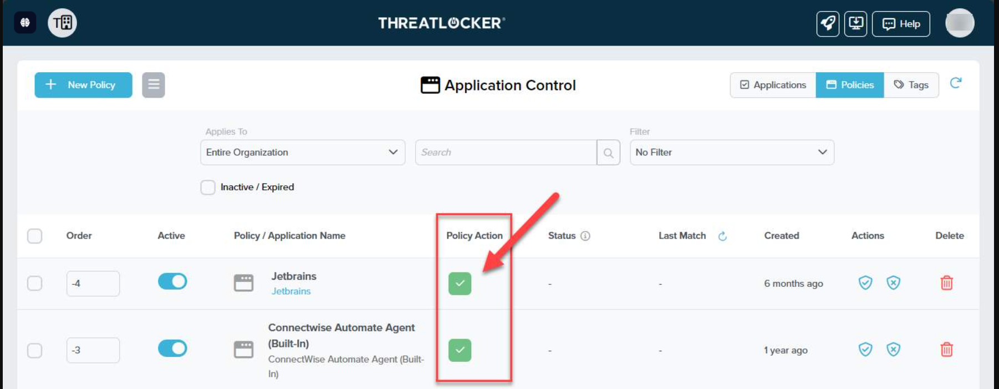 T
THREATLOCKER®
Help
New Policy
Application Control
Applications
Policies
Tags
Applies To
Filter
Entire Organization
Search
No Filter
Inactive / Expired
Order
Active
Policy / Application Name
Policy Action
Status
Last Match
Created
Actions
Delete
-4
Jetbrains
Jetbrains
-
-
6 months ago
-3
Connectwise Automate Agent
(Built-In)
ConnectWise Automate Agent (Built-
In)
-
-
1 year ago